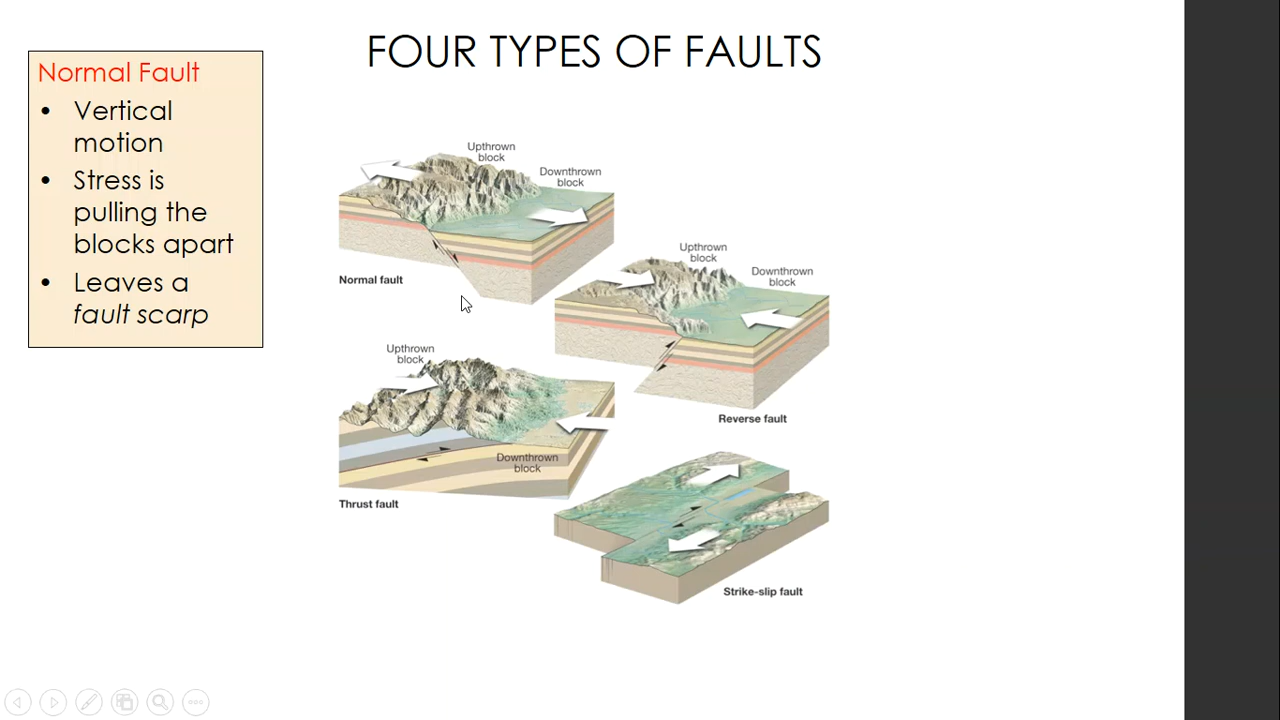 FOUR TYPES OF FAULTS
Normal Fault
• Vertical
motion
• Stress is
pulling the
blocks apart
• Leaves a
fault scarp
Upthrown
block
Downthrown
block
Normal fault
Upthrown
block
Downthrown
block
Reverse fault
Upthrown
block
Downthrown
block
Thrust fault
Strike-slip fault